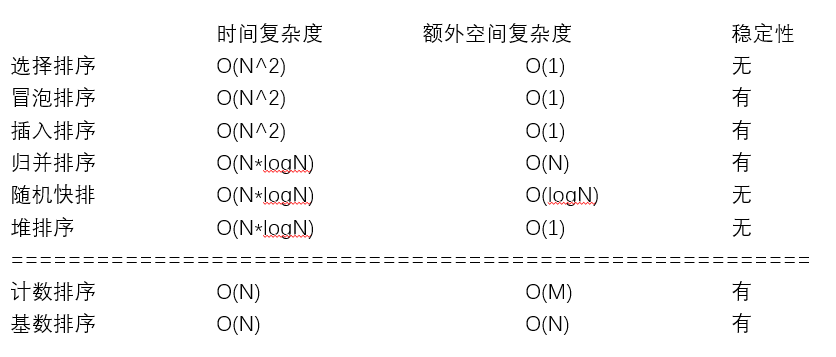 时间复杂度 额外空间复杂度 稳定性
选择排序 O(N^2) O(1) 无
冒泡排序 O(N^2) O(1) 有
插入排序 O(N^2) O(1) 有
归并排序 O(N*logN) O(N) 有
随机快排 O(N*logN) O(logN) 无
堆排序 O(N*logN) O(1) 无
========================================================
计数排序 O(N) O(M) 有
基数排序 O(N) O(N) 有